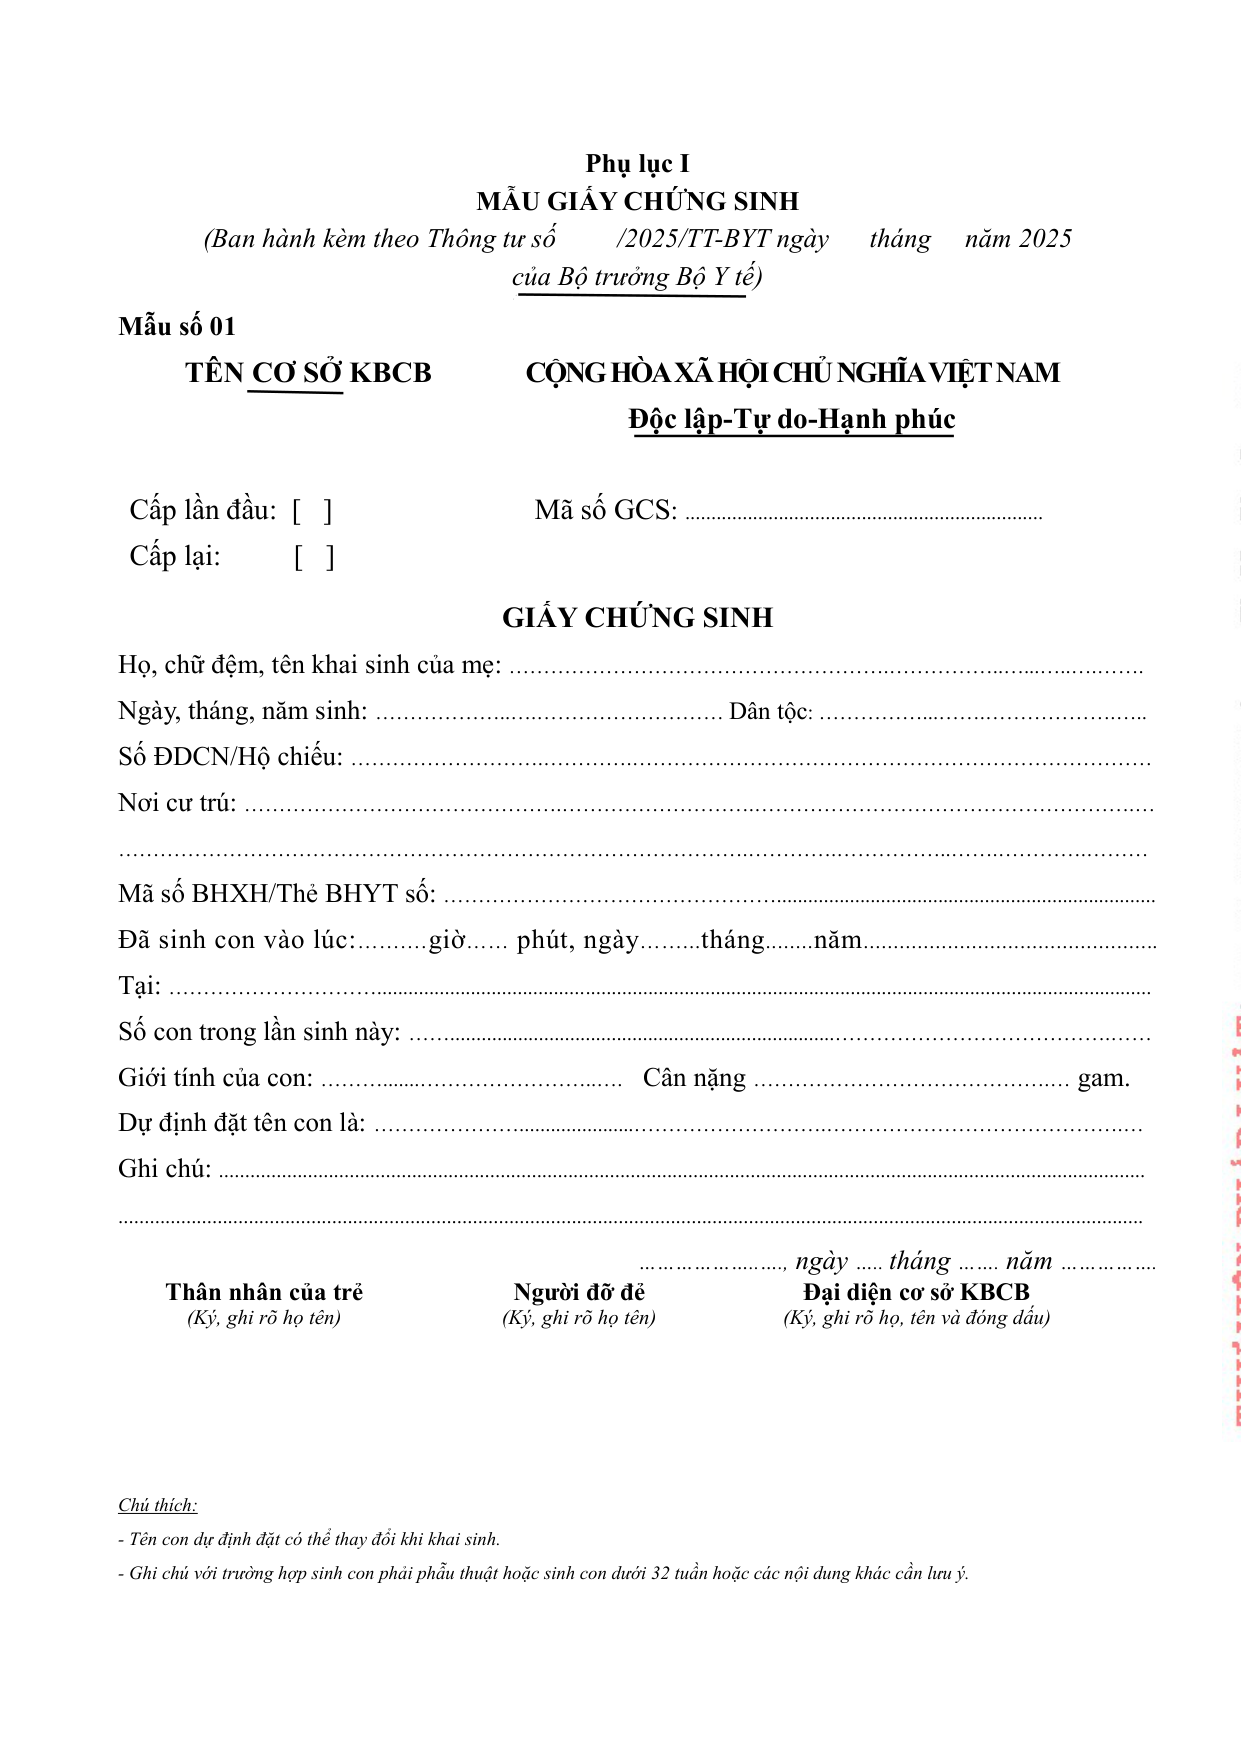 Phụ lục I
MẪU GIẤY CHỨNG SINH
(Ban hành kèm theo Thông tư số /2025/TT-BYT ngày tháng năm 2025
của Bộ trưởng Bộ Y tế)
Mẫu số 01
TÊN CƠ SỞ KBCB CỘNG HÒA XÃ HỘI CHỦ NGHĨA VIỆT NAM
Độc lập-Tự do-Hạnh phúc
Cấp lần đầu: [ ] Mã số GCS: ....................
Cấp lại: [ ]
GIẤY CHỨNG SINH
Họ, chữ đệm, tên khai sinh của mẹ: ....................
Ngày, tháng, năm sinh: .................... Dân tộc: ....................
Số ĐDCN/Hộ chiếu: ....................
Nơi cư trú: ....................
....................
Mã số BHXH/Thẻ BHYT số: ....................
Đã sinh con vào lúc:..........giờ...... phút, ngày.........tháng........năm....................
Tại: ....................
Số con trong lần sinh này: ....................
Giới tính của con: .................... Cân nặng .................... gam.
Dự định đặt tên con là: ....................
Ghi chú: ....................
....................
...................., ngày ..... tháng ....... năm ...............
Thân nhân của trẻ Người đỡ đẻ Đại diện cơ sở KBCB
(Ký, ghi rõ họ tên) (Ký, ghi rõ họ tên) (Ký, ghi rõ họ, tên và đóng dấu)
Chú thích:
- Tên con dự định đặt có thể thay đổi khi khai sinh.
- Ghi chú với trường hợp sinh con phải phẫu thuật hoặc sinh con dưới 32 tuần hoặc các nội dung khác cần lưu ý.